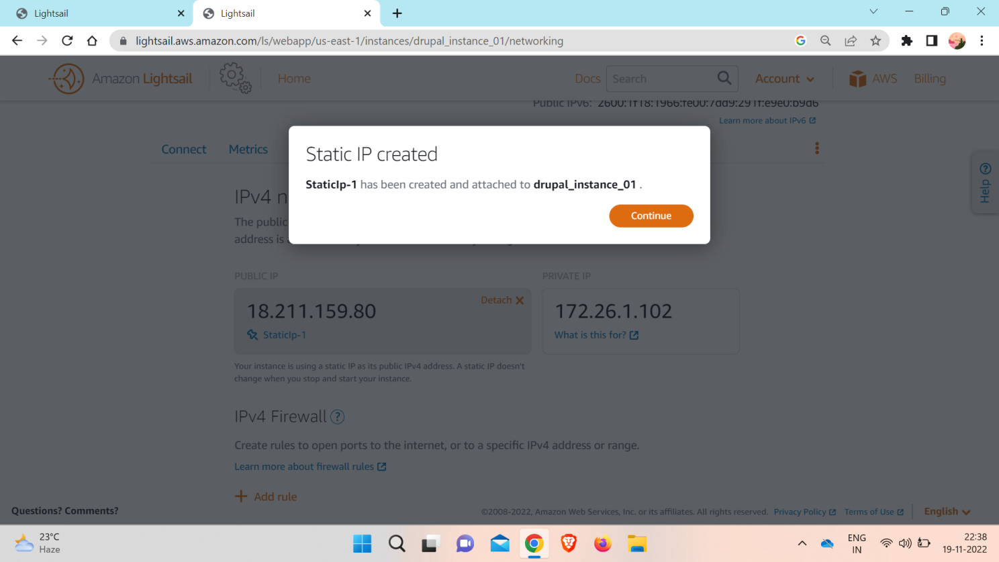 Lightsail
Lightsail
lightsail.aws.amazon.com/ls/webapp/us-east-1/instances/drupal_instance_01/networking
Amazon Lightsail
Home
Docs
Search
Account
AWS
Billing
Public IPv6: 2600:1f18:1966:fe00:7dd9:291f:e9e0:b9d6
Learn more about IPv6
Connect
Metrics
Help
Static IP created
StaticIp-1 has been created and attached to drupal_instance_01 .
Continue
IPv4 n
The public
address is
PUBLIC IP
PRIVATE IP
Detach
18.211.159.80
172.26.1.102
StaticIp-1
What is this for?
Your instance is using a static IP as its public IPv4 address. A static IP doesn't
change when you stop and start your instance.
IPv4 Firewall ?
Create rules to open ports to the internet, or to a specific IPv4 address or range.
Learn more about firewall rules
+ Add rule
Questions? Comments?
©2008-2022, Amazon Web Services, Inc. or its affiliates. All rights reserved.
Privacy Policy
Terms of Use
English
23°C
Haze
ENG
IN
22:38
19-11-2022